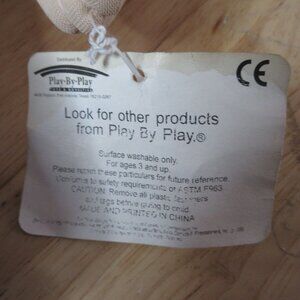 Distributed By
Play-By-Play
TOYS & NOVELTIES
CE
Look for other products
from Play By Play.®
Surface washable only.
For ages 3 and up.
Please retain these particulars for future reference.
Conforms to safety requirements of ASTM F963.
CAUTION: Remove all plastic fasteners
and tags before giving to child.
MADE AND PRINTED IN CHINA